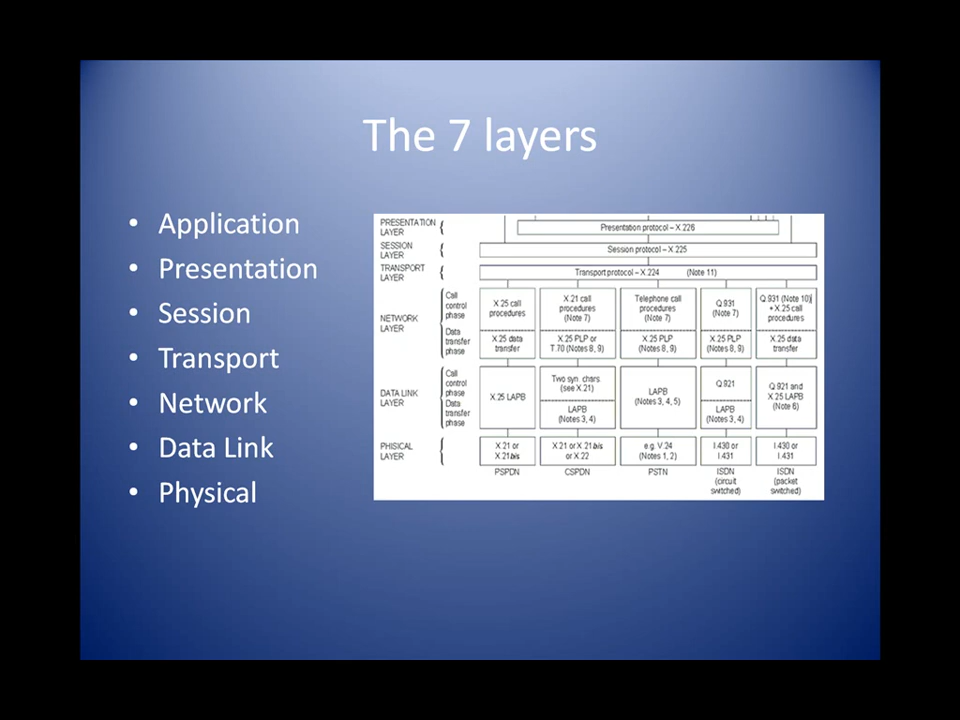 The 7 layers
• Application
• Presentation
• Session
• Transport
• Network
• Data Link
• Physical
PRESENTATION
LAYER
Presentation protocol – X.226
SESSION
LAYER
Session protocol – X.225
TRANSPORT
LAYER
Transport protocol – X.224 (Note 11)
NETWORK
LAYER
Call
control
phase
Data
transfer
phase
X.25 call
procedures
X.21 call
procedures
(Note 7)
Telephone call
procedures
(Note 7)
Q.931
(Note 7)
Q.931 (Note 10)
+ X.25 call
procedures
X.25 data
transfer
X.25 PLP or
T.70 (Notes 8, 9)
X.25 PLP
(Notes 8, 9)
X.25 PLP
(Notes 8, 9)
X.25 data
transfer
DATA LINK
LAYER
Call
control
phase
Data
transfer
phase
X.25 LAPB
Two syn. chars
(see X.21)
LAPB
(Notes 3, 4)
LAPB
(Notes 3, 4, 5)
Q.921
LAPB
(Notes 3, 4)
Q.921 and
X.25 LAPB
(Note 6)
PHISICAL
LAYER
X.21 or
X.21bis
X.21 or X.21bis
or X.22
e.g. V.24
(Notes 1, 2)
I.430 or
I.431
I.430 or
I.431
PSPDN
CSPDN
PSTN
ISDN
(circuit
switched)
ISDN
(packet
switched)